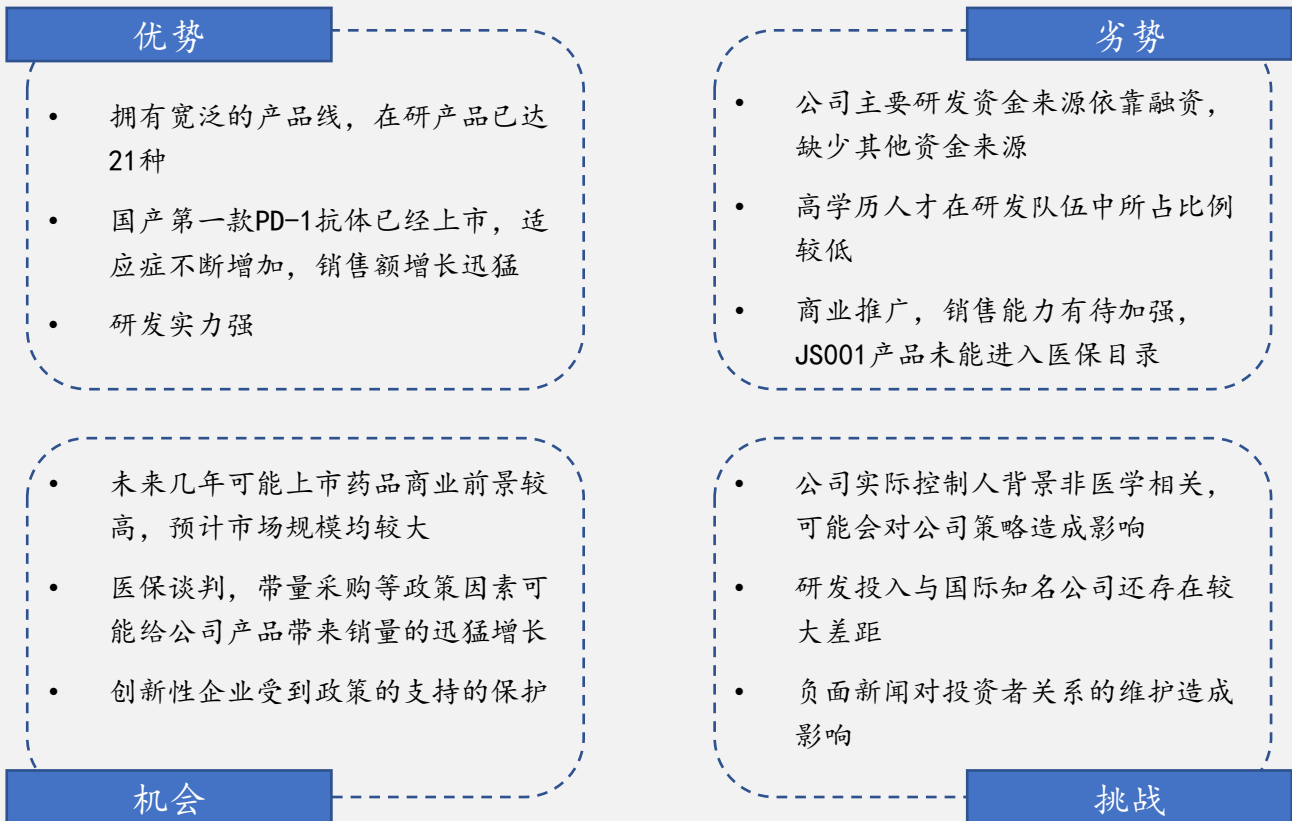 优势
• 拥有宽泛的产品线，在研产品已达
21种
• 国产第一款PD-1抗体已经上市，适
应症不断增加，销售额增长迅猛
• 研发实力强
劣势
• 公司主要研发资金来源依靠融资，
缺少其他资金来源
• 高学历人才在研发队伍中所占比例
较低
• 商业推广，销售能力有待加强，
JS001产品未能进入医保目录
• 未来几年可能上市药品商业前景较
高，预计市场规模均较大
• 医保谈判，带量采购等政策因素可
能给公司产品带来销量的迅猛增长
• 创新性企业受到政策的支持的保护
机会
• 公司实际控制人背景非医学相关，
可能会对公司策略造成影响
• 研发投入与国际知名公司还存在较
大差距
• 负面新闻对投资者关系的维护造成
影响
挑战